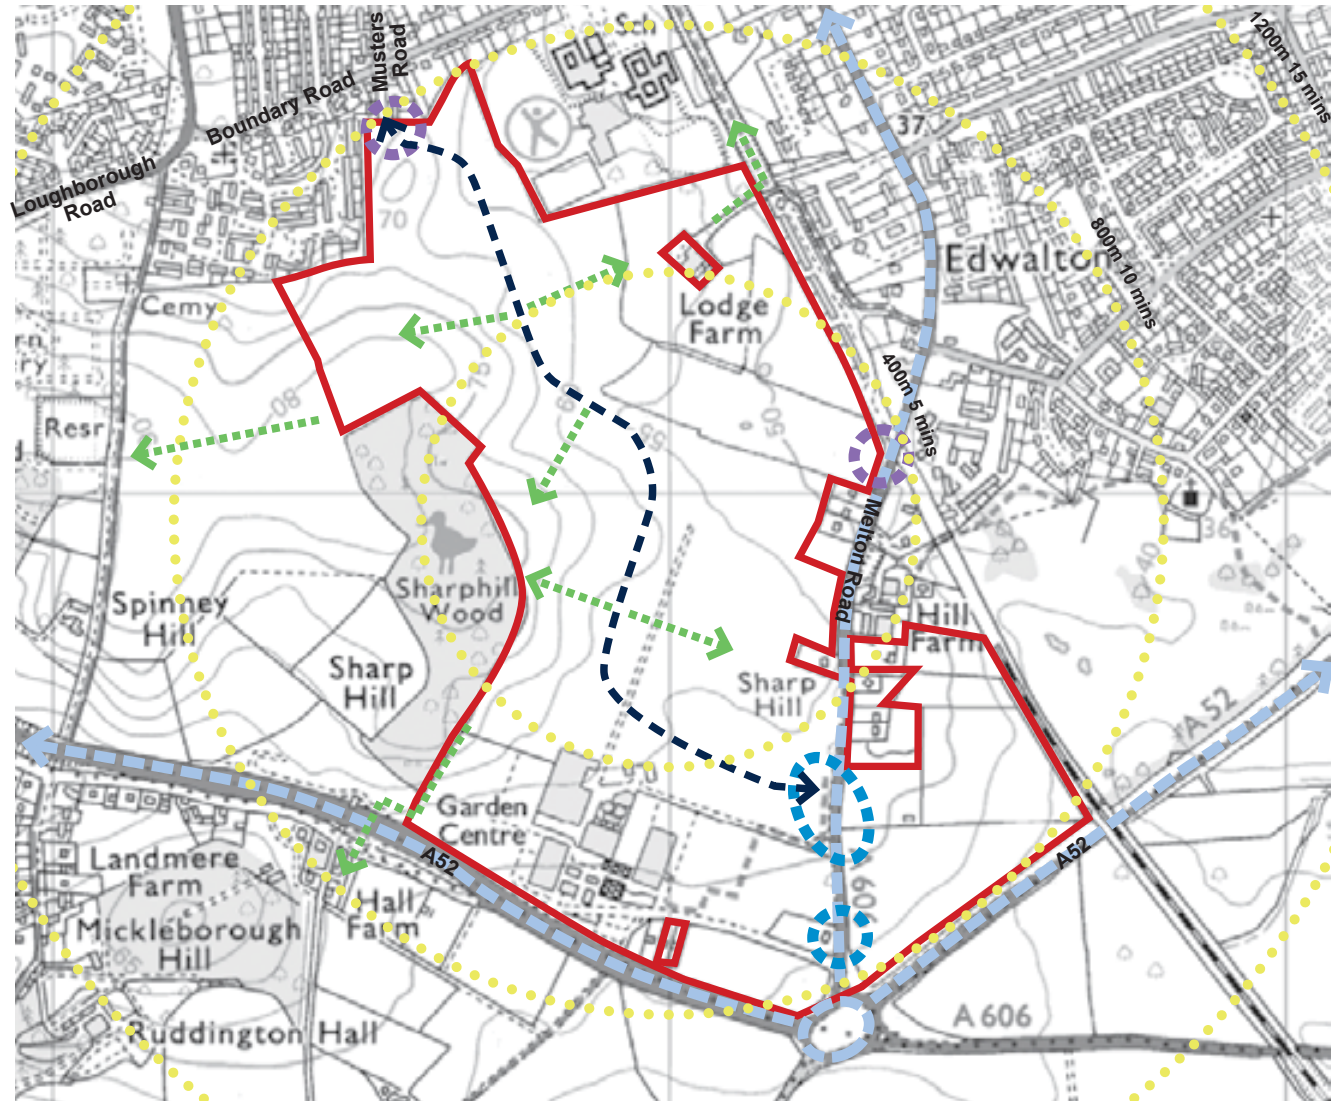 Musters
Road
Boundary Road
Loughborough
Road
1200m 15 mins
37
70
Edwalton
800m 10 mins
Cemy
Lodge
Farm
400m 5 mins
75
80
60
50
Resr
Melton Road
36
40
Sharphill
Wood
Spinney
Hill
Hill
Farm
Sharp
Hill
Sharp
Hill
A 52
Garden
Centre
A52
A52
Landmere
Farm
Hall
Farm
Mickleborough
Hill
609
Ruddington Hall
A 606